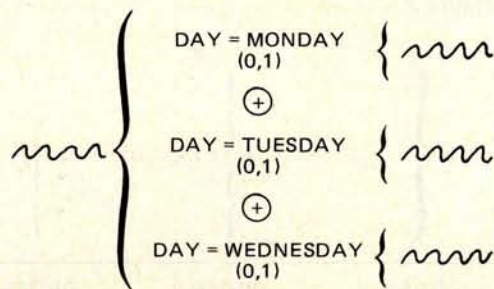 DAY = MONDAY
(0,1)
+
DAY = TUESDAY
(0,1)
+
DAY = WEDNESDAY
(0,1)